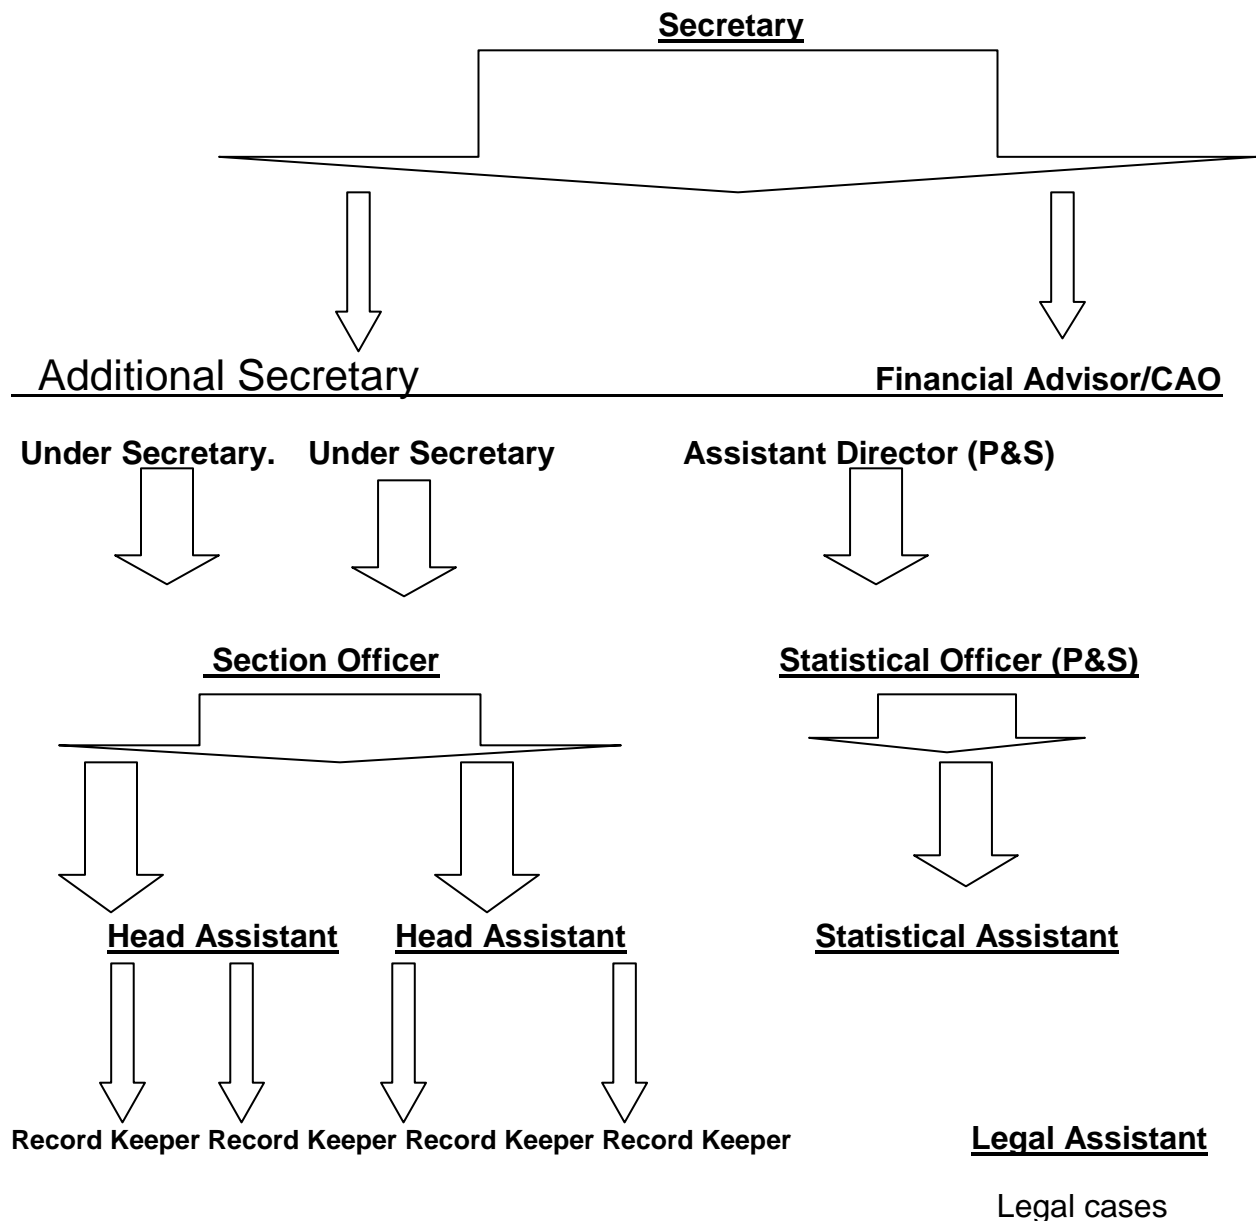 Secretary
Additional Secretary Financial Advisor/CAO
Under Secretary. Under Secretary Assistant Director (P&S)
Section Officer Statistical Officer (P&S)
Head Assistant Head Assistant Statistical Assistant
Record Keeper Record Keeper Record Keeper Record Keeper Legal Assistant
Legal cases